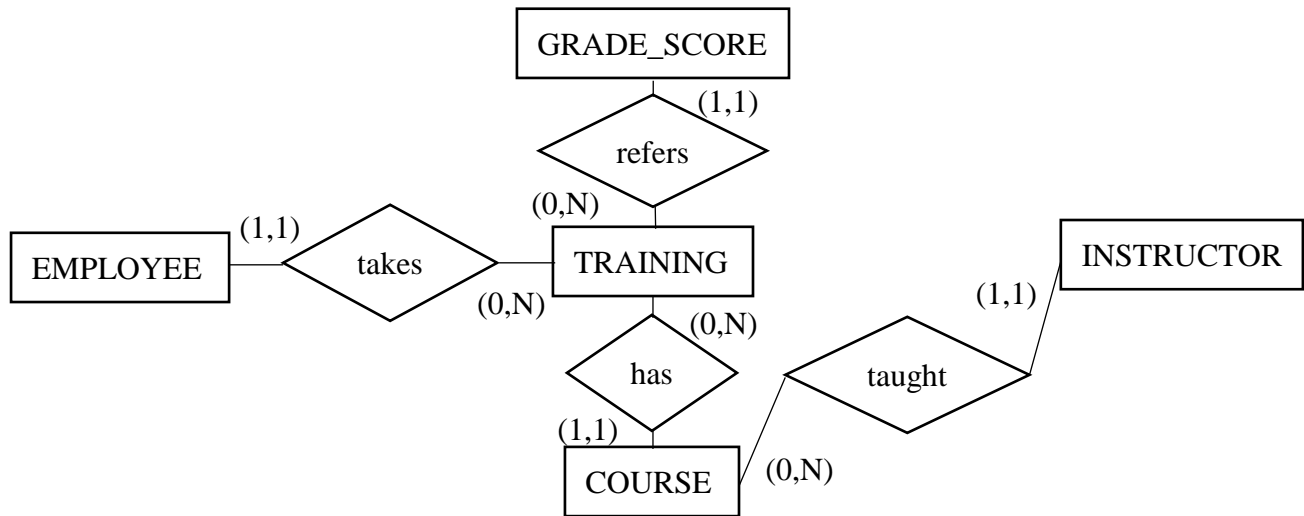 GRADE_SCORE
(1,1)
refers
(0,N)
EMPLOYEE
(1,1)
takes
(0,N)
TRAINING
INSTRUCTOR
(1,1)
(0,N)
has
taught
(1,1)
COURSE
(0,N)